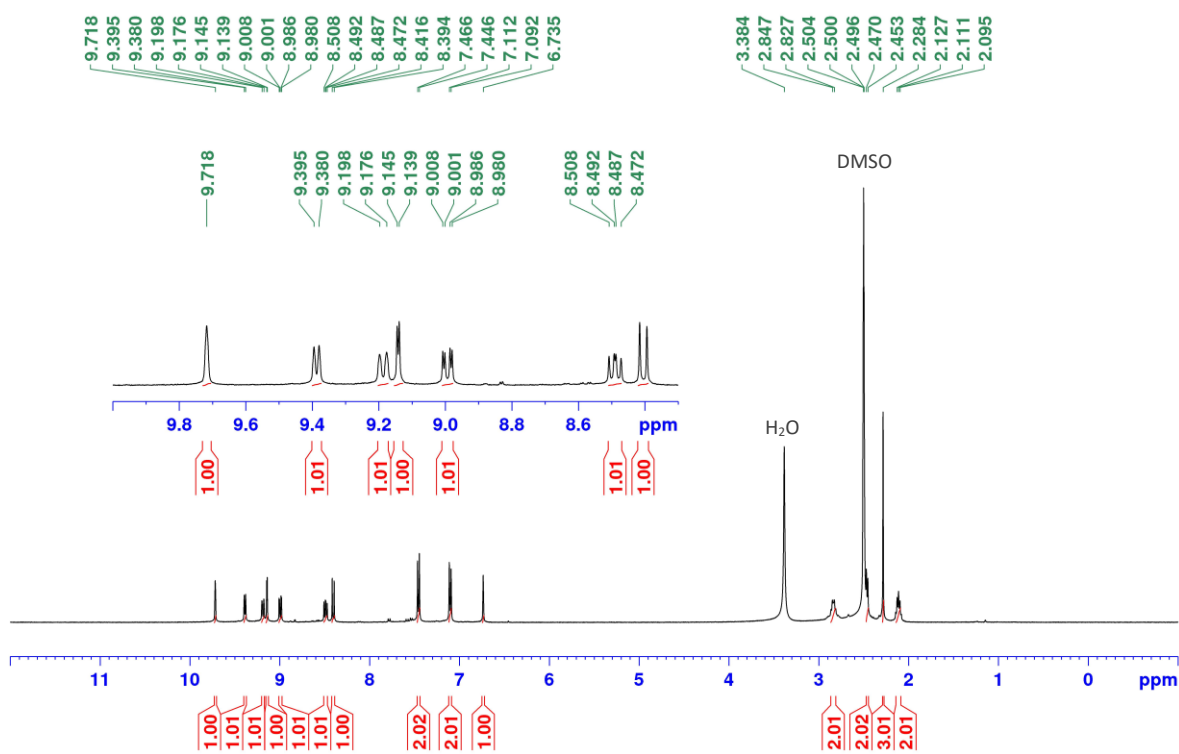 9.718 9.395 9.380 9.198 9.176 9.145 9.139 9.008 9.001 8.986 8.980 8.508 8.492 8.487 8.472 8.416 8.394 7.466 7.446 7.112 7.092 6.735
3.384 2.847 2.827 2.504 2.500 2.496 2.470 2.453 2.284 2.127 2.111 2.095
9.718 9.395 9.380 9.198 9.176 9.145 9.139 9.008 9.001 8.986 8.980 8.508 8.492 8.487 8.472
DMSO
9.8 9.6 9.4 9.2 9.0 8.8 8.6 ppm
H₂O
1.00 1.01 1.01 1.00 1.01 1.01 1.00
11 10 9 8 7 6 5 4 3 2 1 0 ppm
1.00 1.01 1.01 1.00 1.01 1.01 1.00 2.02 2.01 1.00 2.01 2.02 3.01 2.01